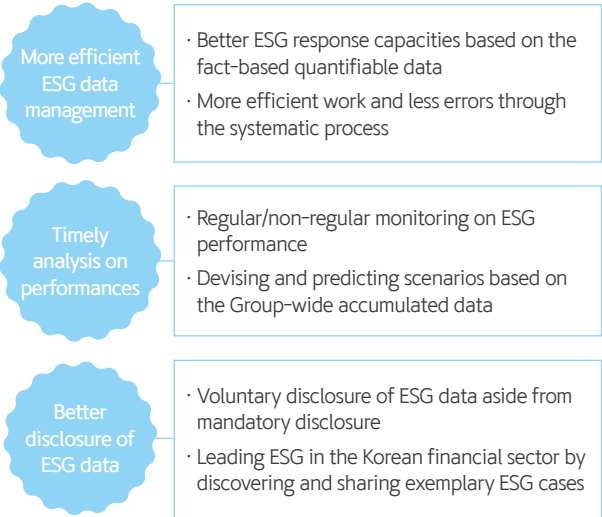 More efficient
ESG data
management
· Better ESG response capacities based on the
fact-based quantifiable data
· More efficient work and less errors through
the systematic process
Timely
analysis on
performances
· Regular/non-regular monitoring on ESG
performance
· Devising and predicting scenarios based on
the Group-wide accumulated data
Better
disclosure of
ESG data
· Voluntary disclosure of ESG data aside from
mandatory disclosure
· Leading ESG in the Korean financial sector by
discovering and sharing exemplary ESG cases